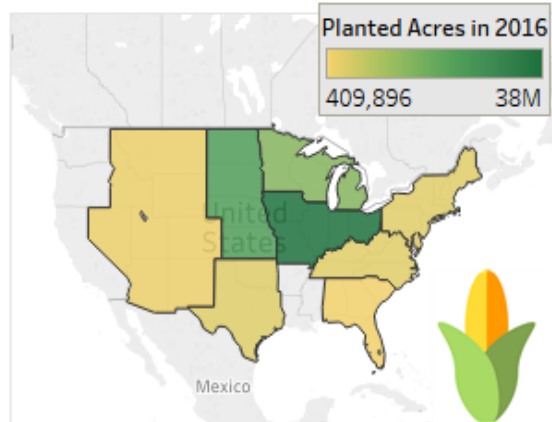 Planted Acres in 2016
409,896 38M
United
States
Mexico